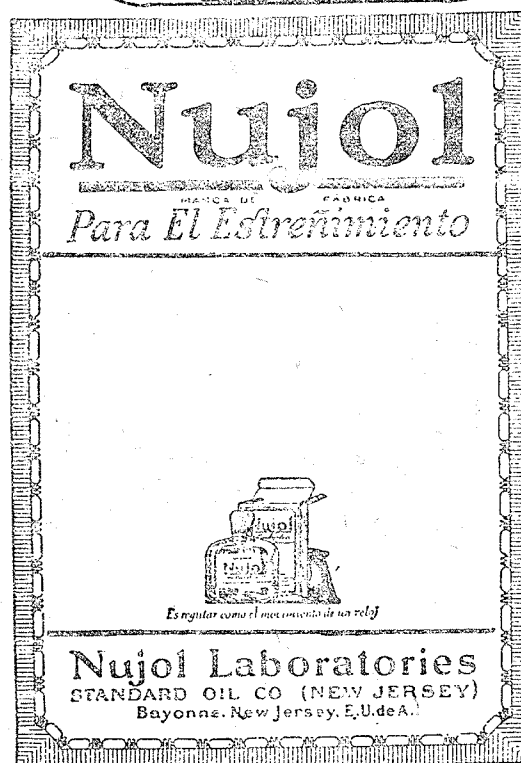 Nujol
MARCA DE FÁBRICA
Para El Estreñimiento
Nujol
Nujol
Es regular como el movimiento de un reloj
Nujol Laboratories
STANDARD OIL CO (NEW JERSEY)
Bayonne, New Jersey, E.U.de A.